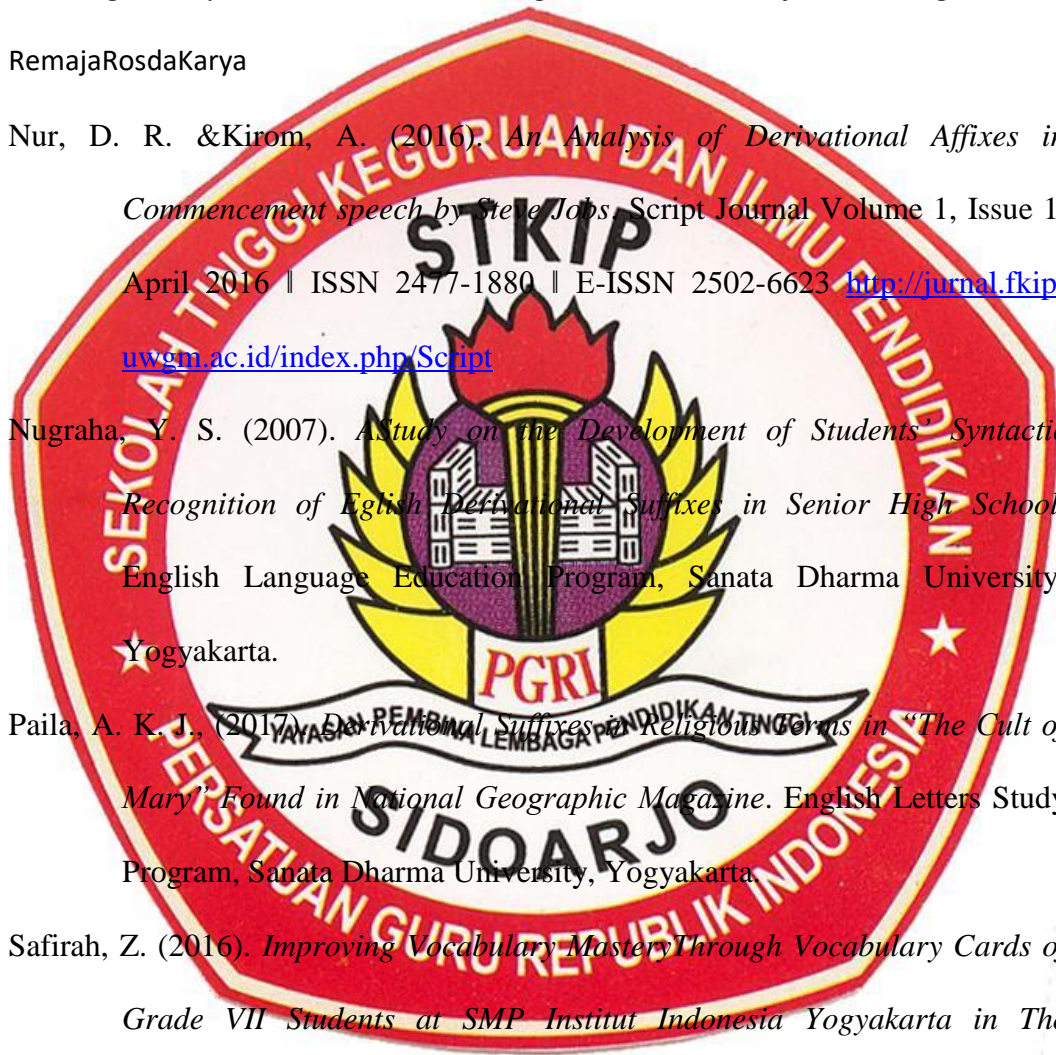 RemajaRosdaKarya
Nur, D. R. &Kirom, A. (2016). An Analysis of Derivational Affixes in
Commencement speech by Steve Jobs. Script Journal Volume 1, Issue 1
April 2016 ‖ ISSN 2477-1880 ‖ E-ISSN 2502-6623 http://jurnal.fkip
uwgm.ac.id/index.php/Script
Nugraha, Y. S. (2007). AStudy on the Development of Students' Syntactic
Recognition of Eglish Derivational Suffixes in Senior High School
English Language Education Program, Sanata Dharma University
Yogyakarta.
Paila, A. K. J., (2017). Derivational Suffixes in Religious Terms in “The Cult of
Mary” Found in National Geographic Magazine. English Letters Study
Program, Sanata Dharma University, Yogyakarta.
Safirah, Z. (2016). Improving Vocabulary MasteryThrough Vocabulary Cards of
Grade VII Students at SMP Institut Indonesia Yogyakarta in The
SEKOLAH TINGGI KEGURUAN DAN ILMU PENDIDIKAN
STKIP
PGRI
YAYASAN PEMBINA LEMBAGA PENDIDIKAN TINGGI
SIDOARJO
PERSATUAN GURU REPUBLIK INDONESIA